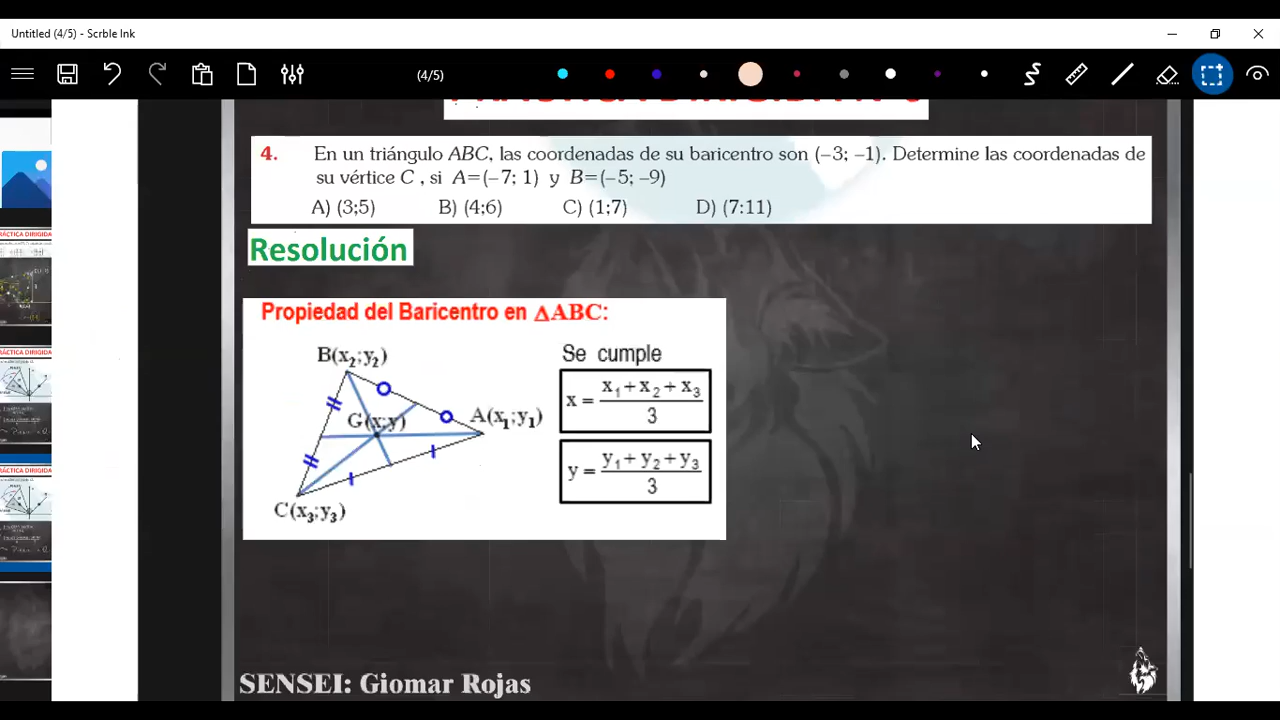 Untitled (4/5) - Scrble Ink
(4/5)
4. En un triángulo ABC, las coordenadas de su baricentro son (−3; −1). Determine las coordenadas de
su vértice C , si A=(−7; 1) y B=(−5; −9)
A) (3;5) B) (4;6) C) (1;7) D) (7:11)
Resolución
Propiedad del Baricentro en ΔABC:
B(x₂;y₂)
G(x;y)
A(x₁;y₁)
C(x₃;y₃)
Se cumple
x = (x₁ + x₂ + x₃)/3
y = (y₁ + y₂ + y₃)/3
SENSEI: Giomar Rojas